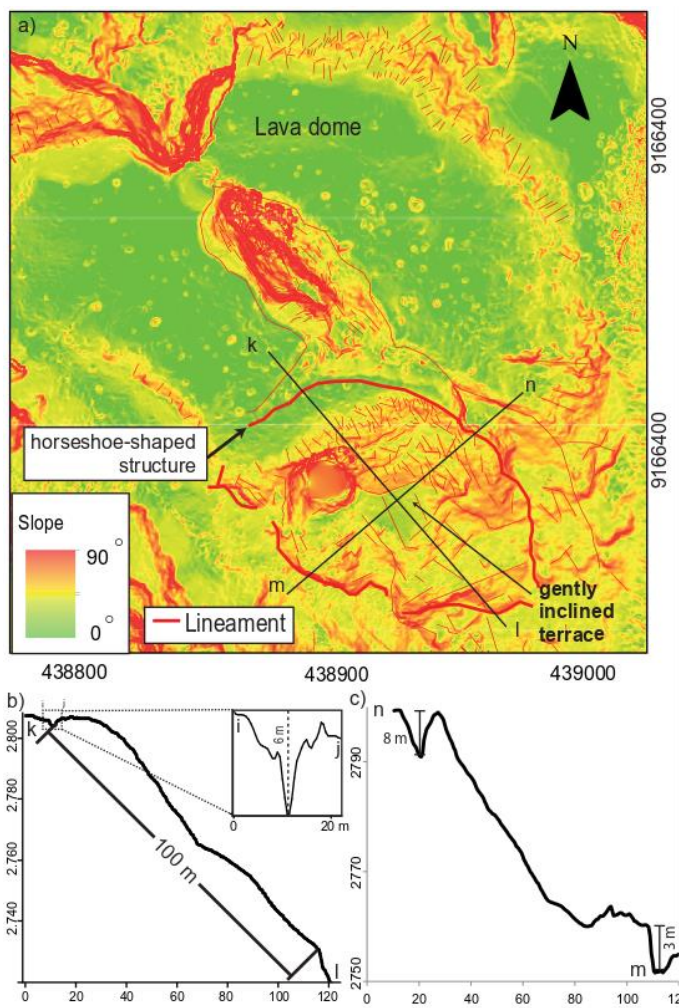 a)
N
Lava dome
9166400
k
n
horseshoe-shaped
structure
9166400
Slope
90 °
0 °
m
l
gently
inclined
terrace
Lineament
438800
438900
439000
b)
k
i
j
2.800
2.780
2.760
2.740
100 m
l
0
20
40
60
80
100
120
i
6 m
j
0
20 m
c)
n
8 m
2790
2770
2750
m
3 m
0
20
40
60
80
100
120